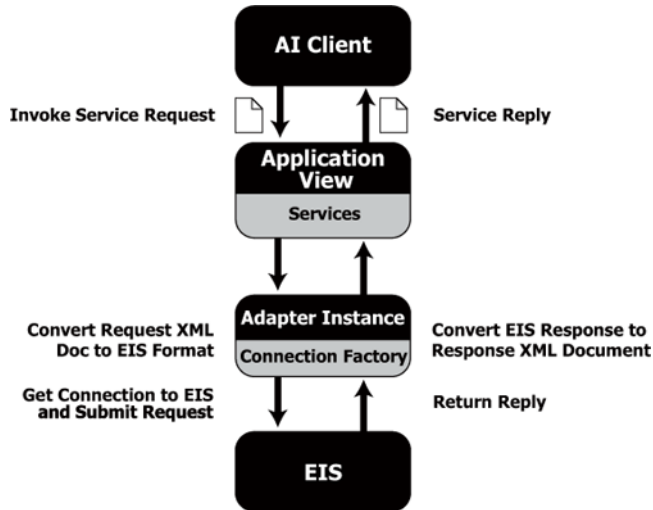 AI Client
Invoke Service Request
Service Reply
Application
View
Services
Adapter Instance
Connection Factory
Convert Request XML
Doc to EIS Format
Convert EIS Response to
Response XML Document
Get Connection to EIS
and Submit Request
Return Reply
EIS